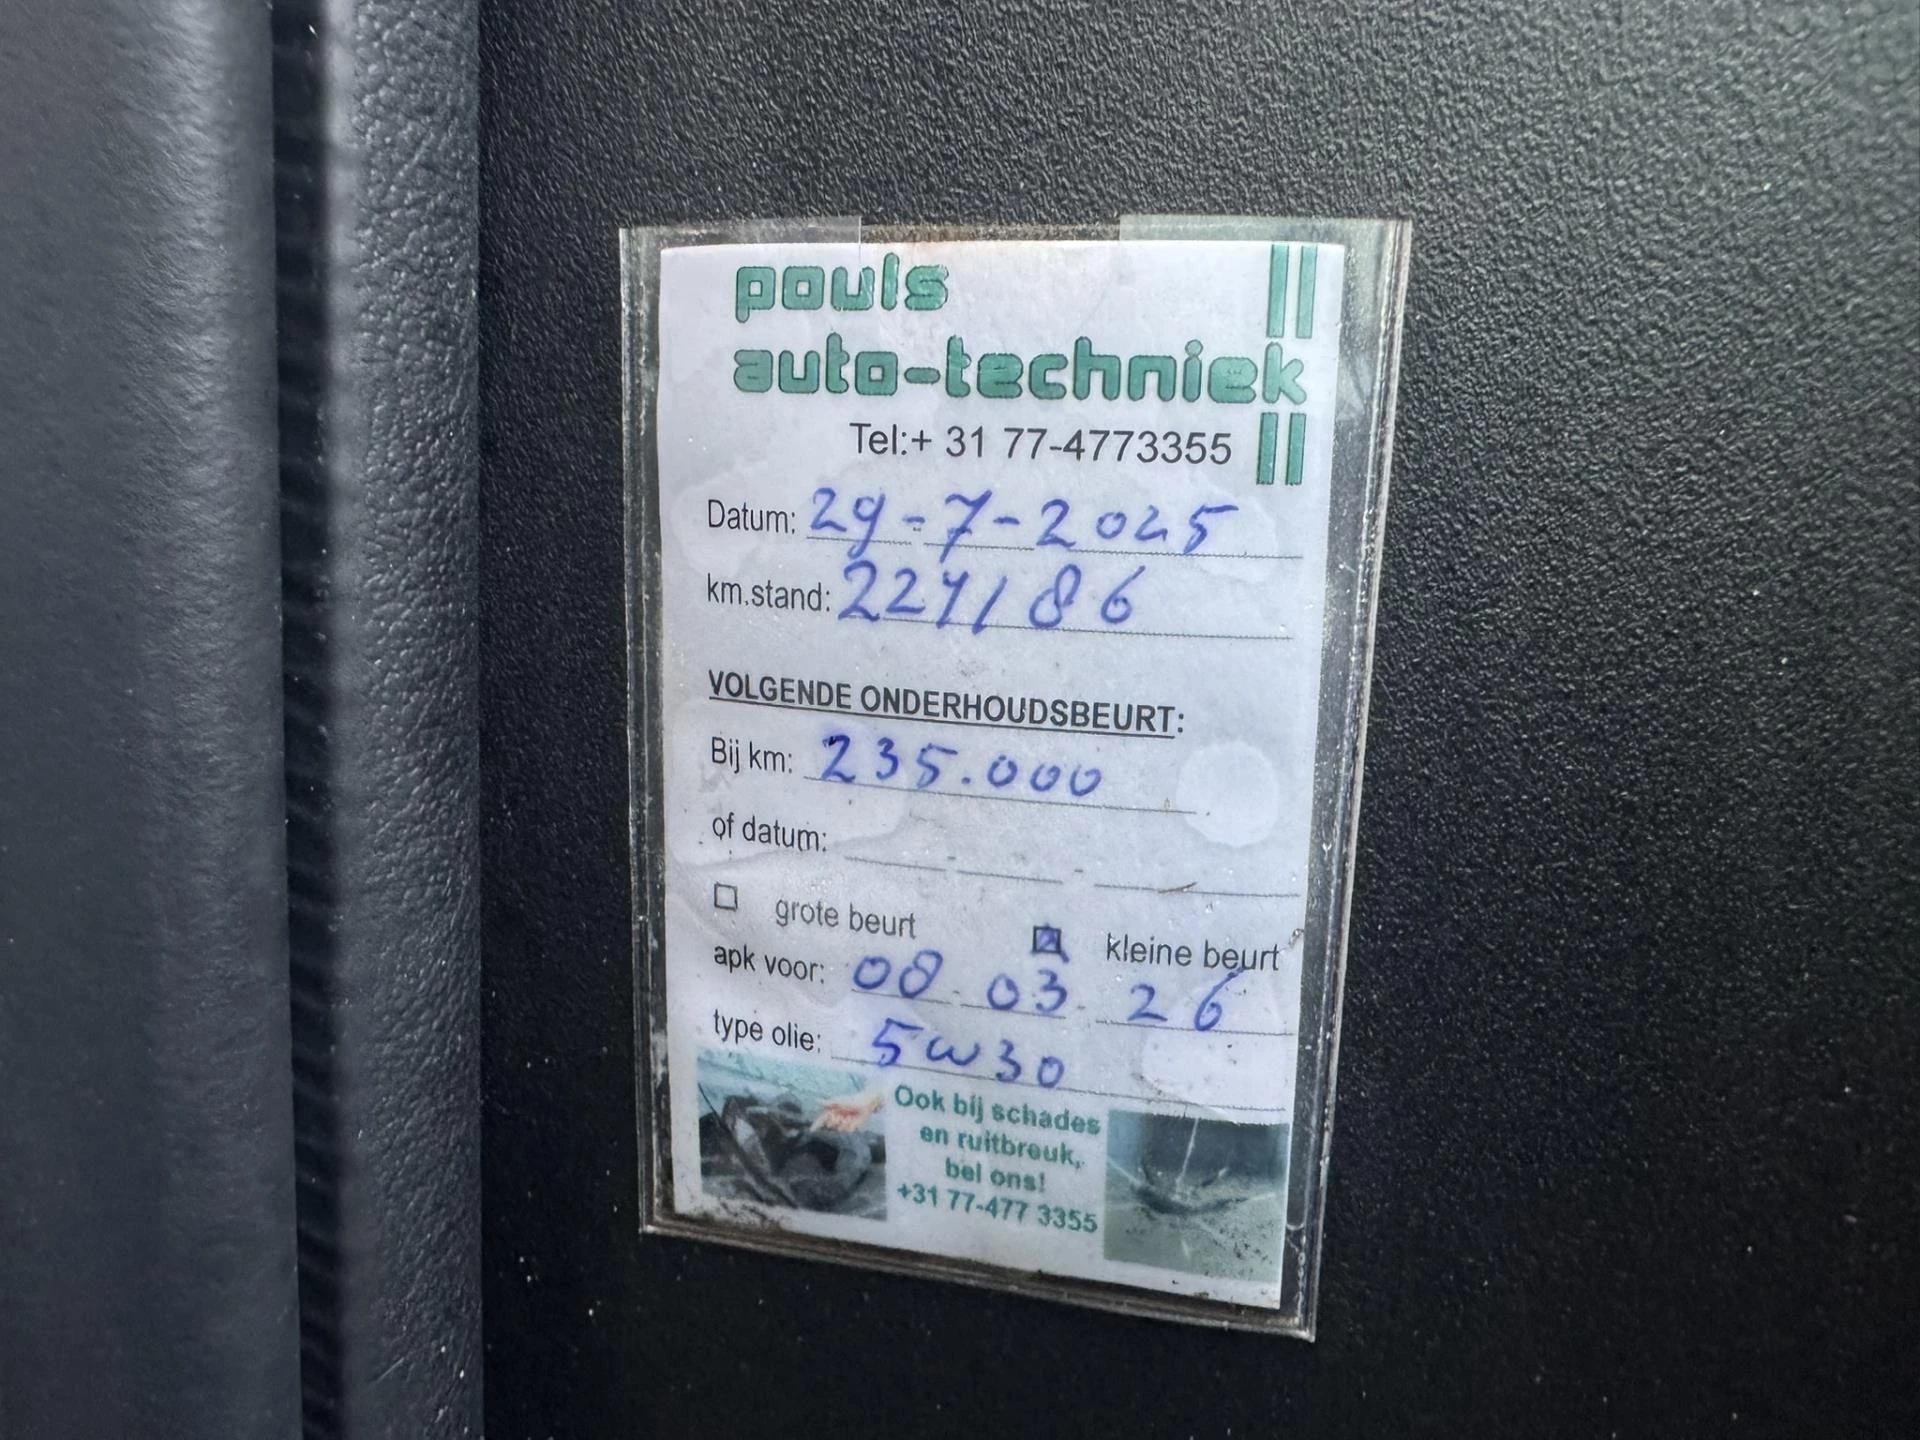 pouls
auto-techniek
Tel:+ 31 77-4773355
Datum: 29-7-2025
km.stand:
VOLGENDE ONDERHOUDSBEURT:
Bij km: 235.000
of datum: - -
grote beurt kleine beurt
apk voor: 08-03-26
type olie: 5w30
Ook bij schades
en ruitbreuk,
bel ons!
+31 77-477 3355